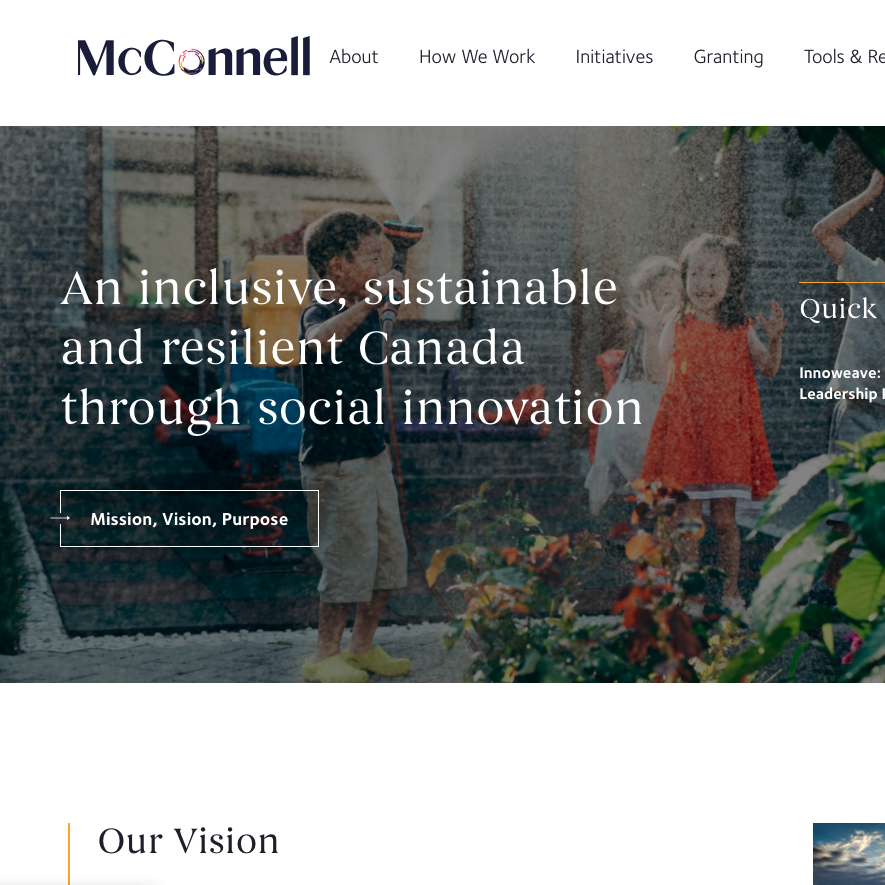 McConnell
About How We Work Initiatives Granting Tools & Re
An inclusive, sustainable
and resilient Canada
through social innovation
Quick
Innoweave:
Leadership
Mission, Vision, Purpose
Our Vision